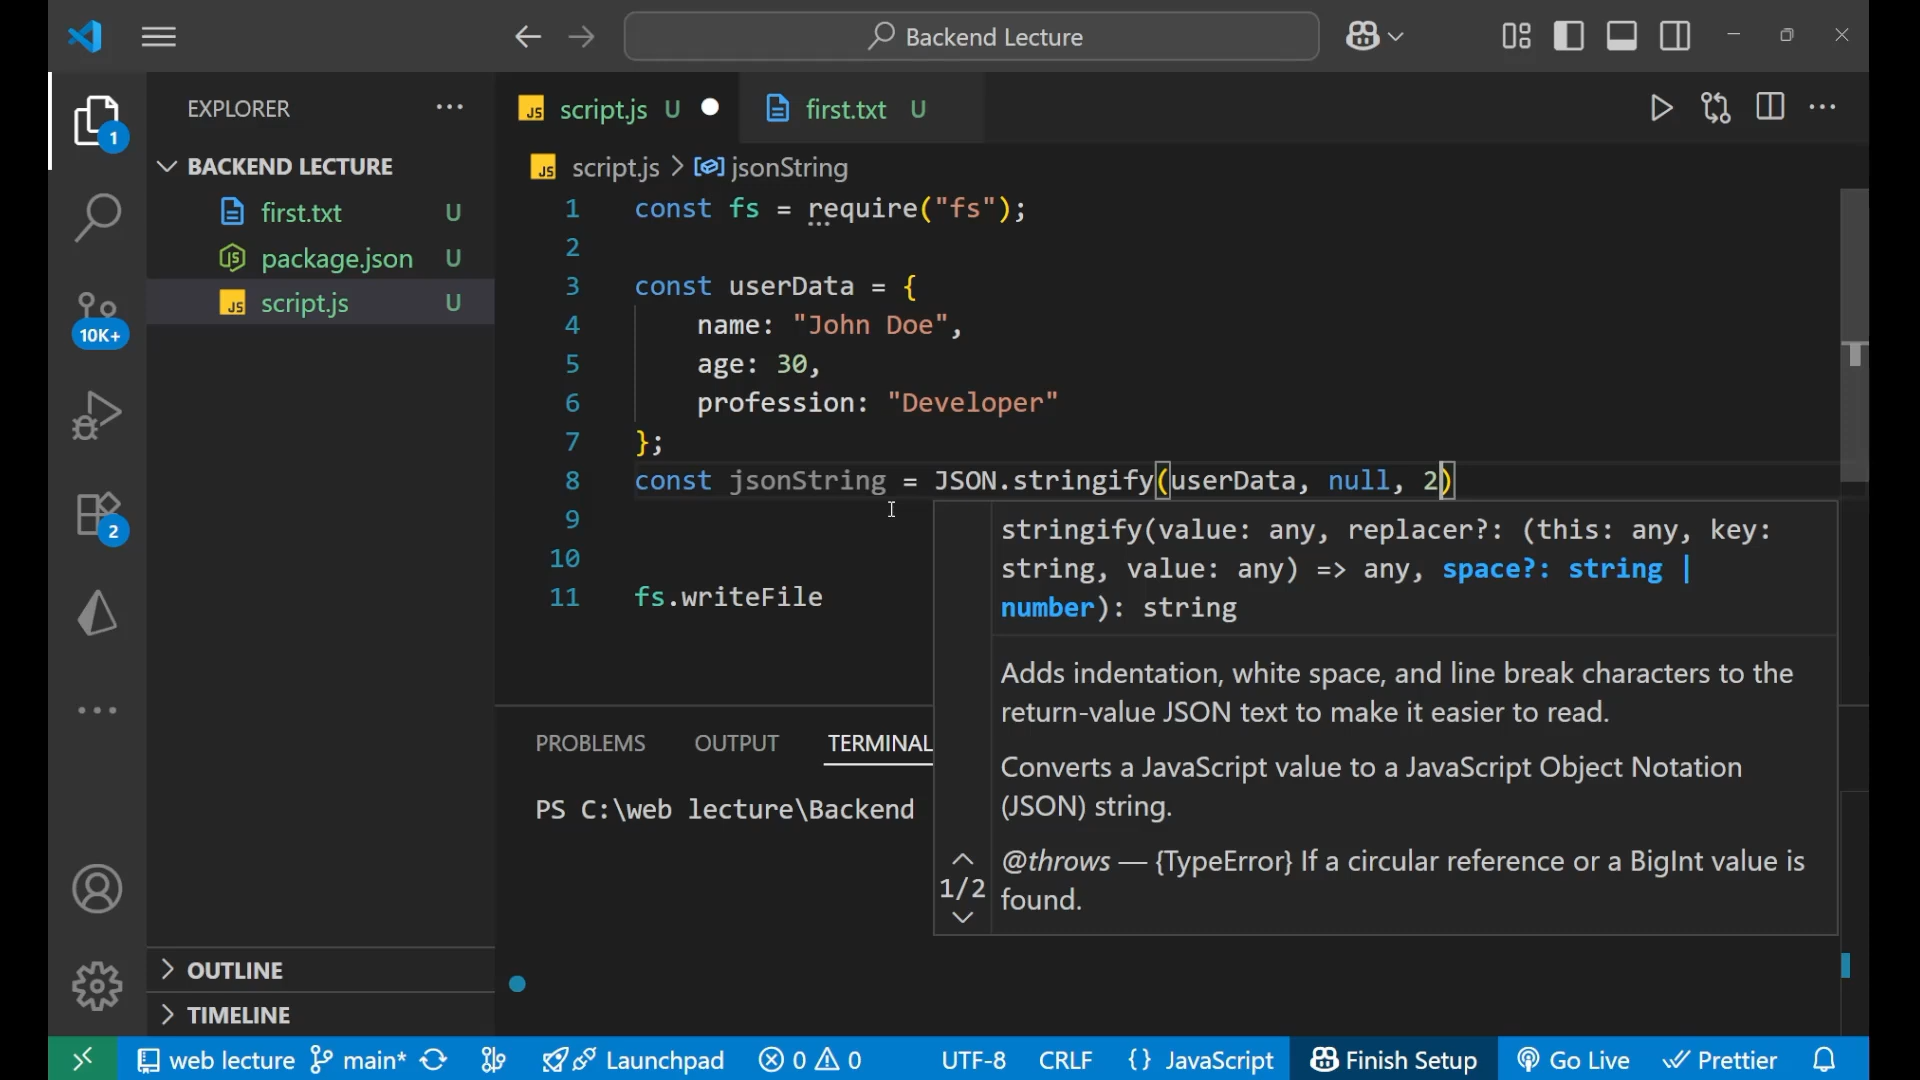 Backend Lecture
EXPLORER
BACKEND LECTURE
first.txt U
package.json U
script.js U
1
10K+
2
OUTLINE
TIMELINE
script.js U
first.txt U
script.js > jsonString
1 const fs = require("fs");
2
3 const userData = {
4 name: "John Doe",
5 age: 30,
6 profession: "Developer"
7 };
8 const jsonString = JSON.stringify(userData, null, 2)
9
10
11 fs.writeFile
stringify(value: any, replacer?: (this: any, key:
string, value: any) => any, space?: string |
number): string
Adds indentation, white space, and line break characters to the
return-value JSON text to make it easier to read.
Converts a JavaScript value to a JavaScript Object Notation
(JSON) string.
@throws — {TypeError} If a circular reference or a BigInt value is
found.
1/2
PROBLEMS OUTPUT TERMINAL
PS C:\web lecture\Backend
web lecture main* Launchpad 0 0 UTF-8 CRLF {} JavaScript Finish Setup Go Live Prettier